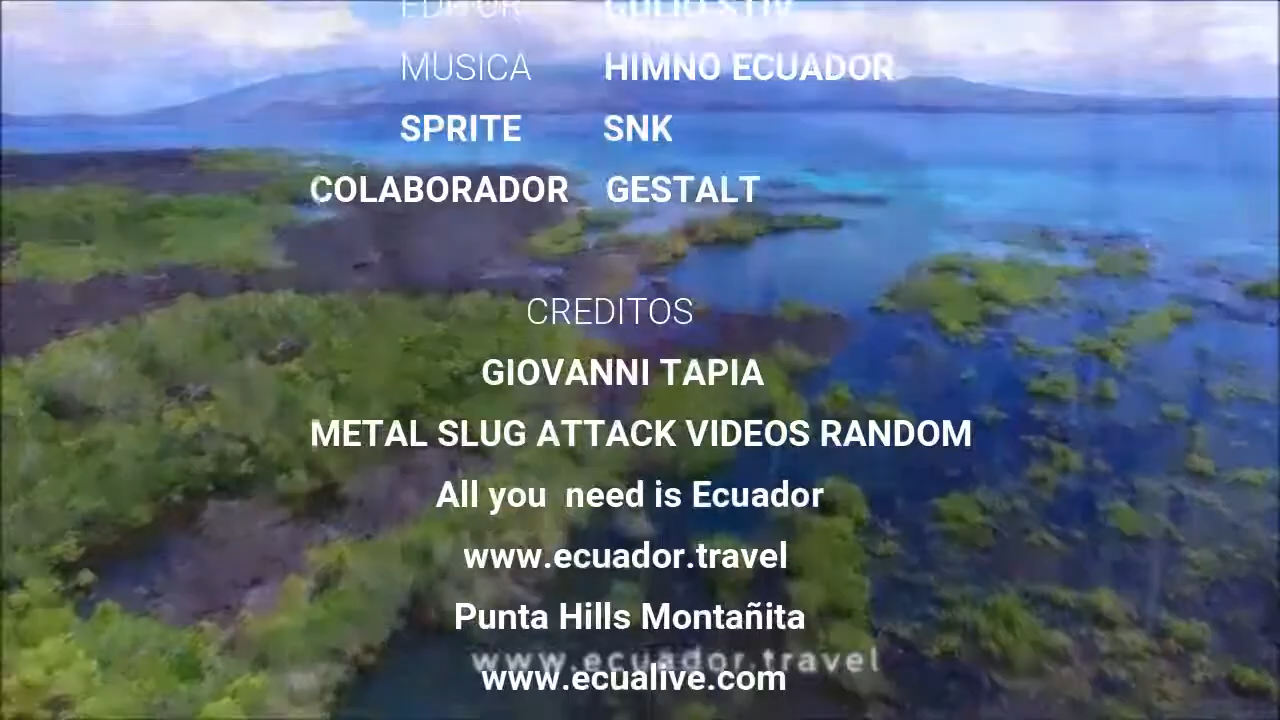 EDITOR
MUSICA HIMNO ECUADOR
SPRITE SNK
COLABORADOR GESTALT
CREDITOS
GIOVANNI TAPIA
METAL SLUG ATTACK VIDEOS RANDOM
All you need is Ecuador
www.ecuador.travel
Punta Hills Montañita
www.ecuador.travel
www.ecualive.com